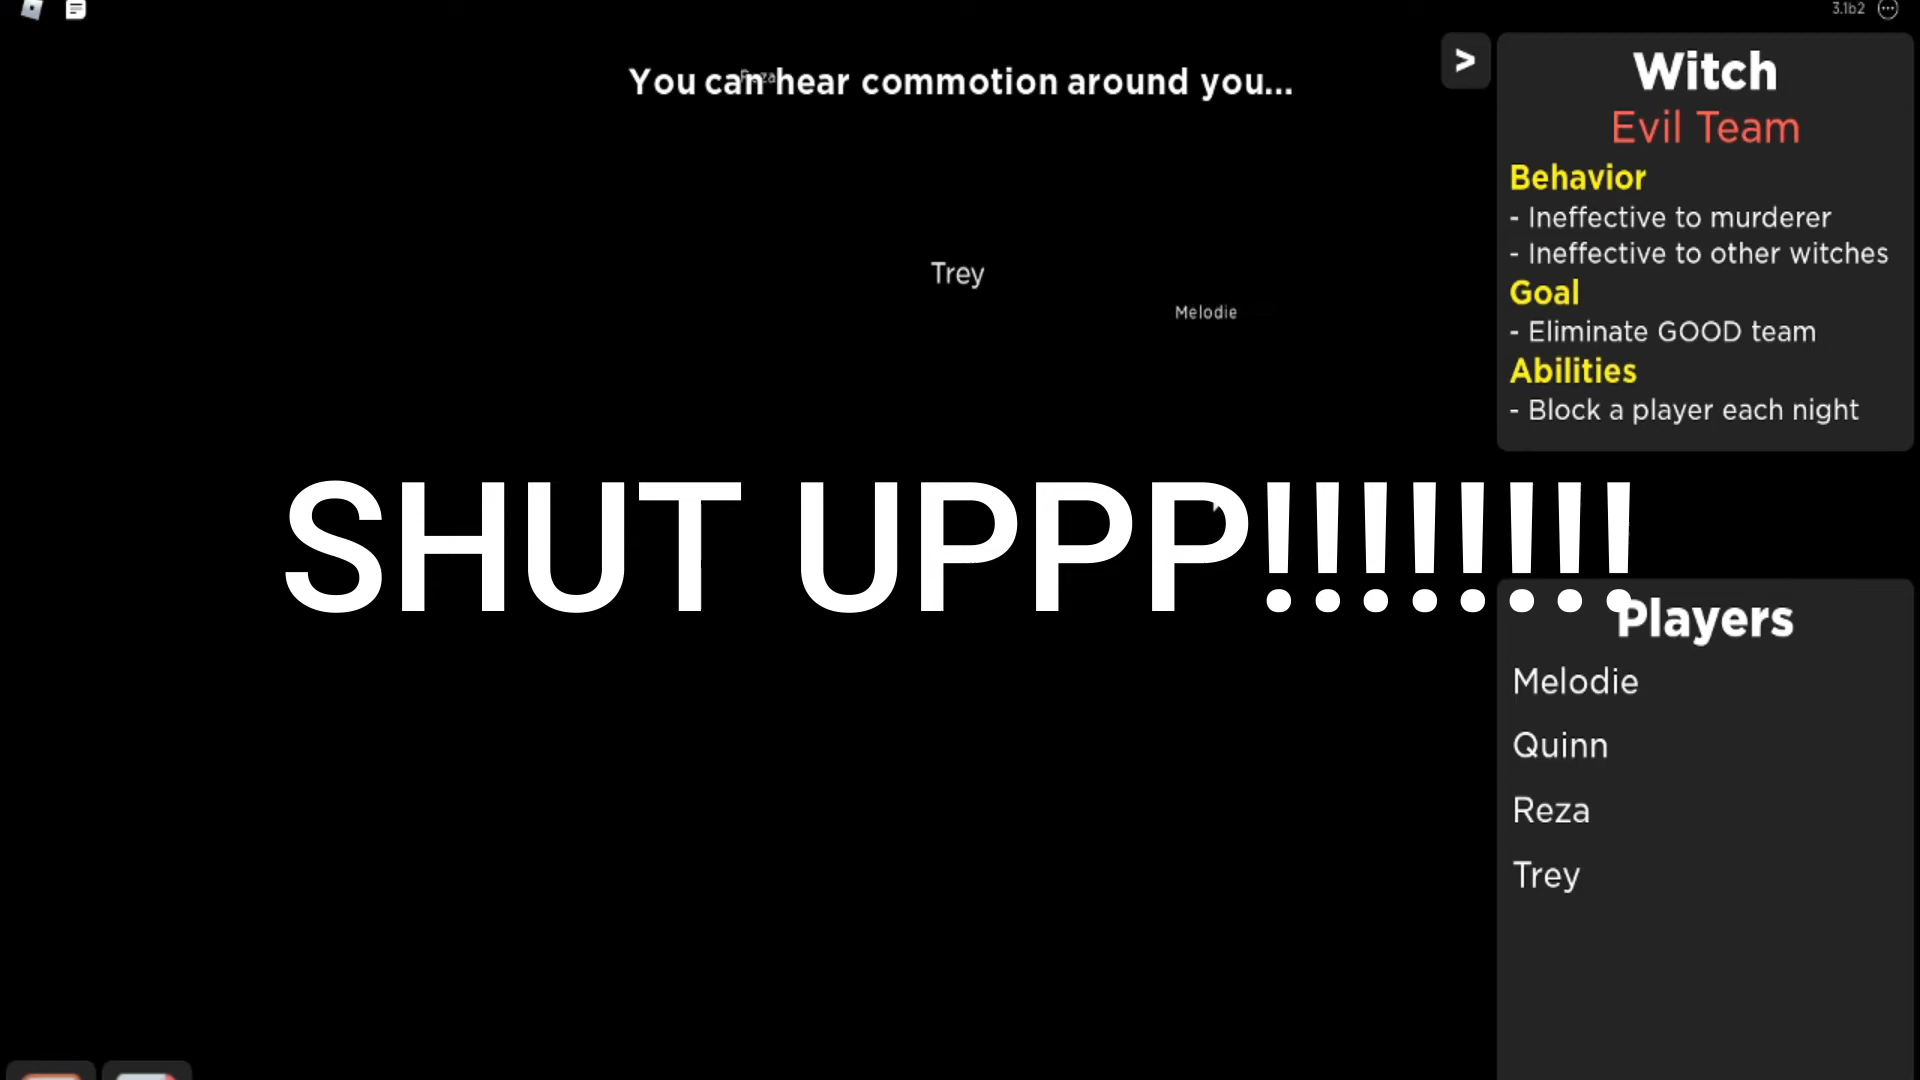 3.1b2
You can hear commotion around you...
Reza
Trey
Melodie
>
Witch
Evil Team
Behavior
- Ineffective to murderer
- Ineffective to other witches
Goal
- Eliminate GOOD team
Abilities
- Block a player each night
SHUT UPPP!!!!!!!!
Players
Melodie
Quinn
Reza
Trey